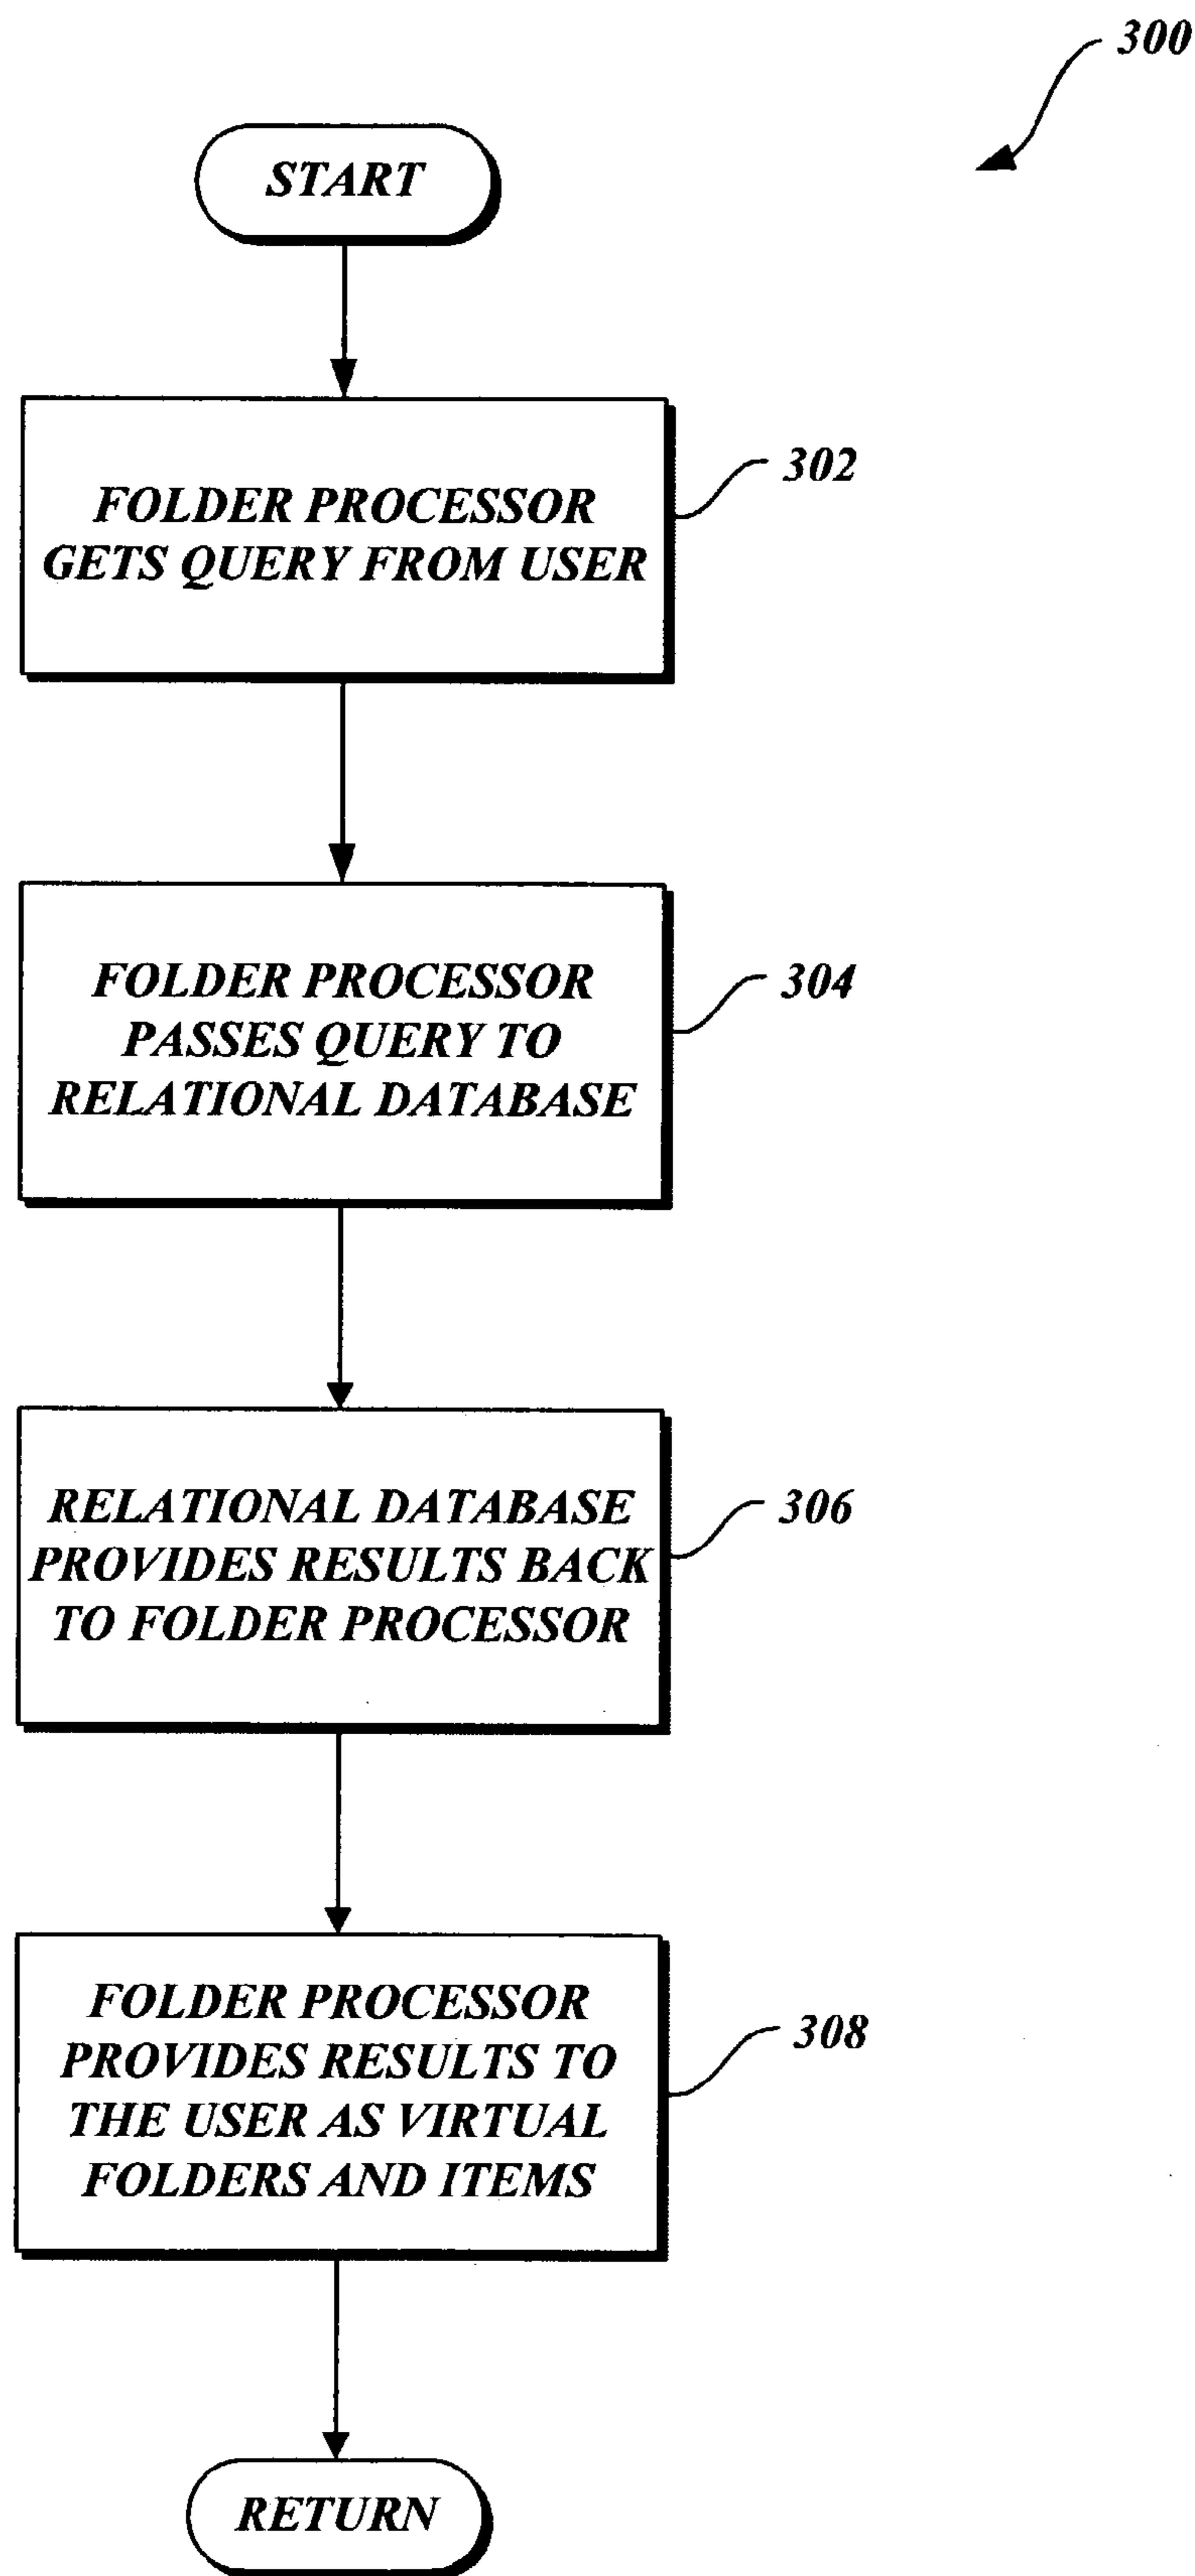 300
START
FOLDER PROCESSOR
GETS QUERY FROM USER
302
FOLDER PROCESSOR
PASSES QUERY TO
RELATIONAL DATABASE
304
RELATIONAL DATABASE
PROVIDES RESULTS BACK
TO FOLDER PROCESSOR
306
FOLDER PROCESSOR
PROVIDES RESULTS TO
THE USER AS VIRTUAL
FOLDERS AND ITEMS
308
RETURN